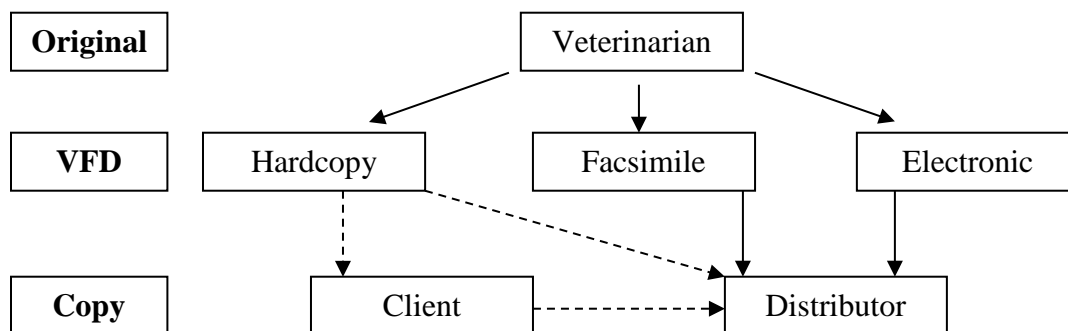 Original
Veterinarian
VFD
Hardcopy
Facsimile
Electronic
Copy
Client
Distributor